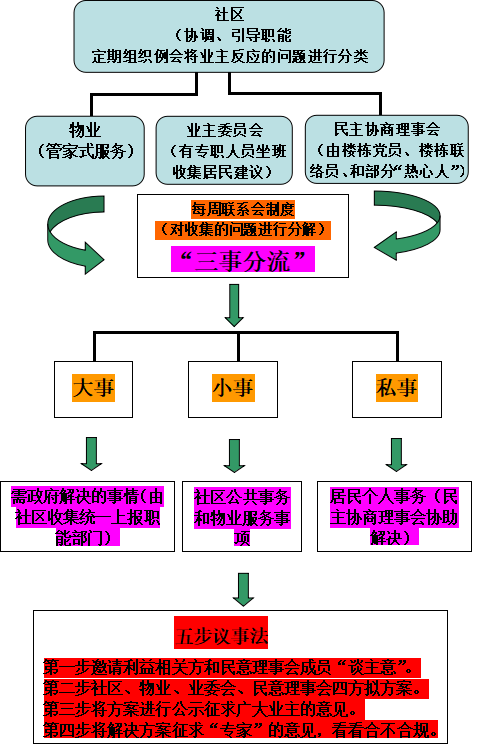 社区
（协调、引导职能
定期组织例会将业主反应的问题进行分类
物业
（管家式服务）
业主委员会
（有专职人员坐班
收集居民建议）
民主协商理事会
（由楼栋党员、楼栋联
络员、和部分“热心人”）
每周联系会制度
（对收集的问题进行分解）
“三事分流”
大事
小事
私事
需政府解决的事情（由
社区收集统一上报职
能部门）
社区公共事务
和物业服务事
项
居民个人事务（民
主协商理事会协助
解决）
五步议事法
第一步邀请利益相关方和民意理事会成员“谈主意”。
第二步社区、物业、业委会、民意理事会四方拟方案。
第三步将方案进行公示征求广大业主的意见。
第四步将解决方案征求“专家”的意见，看看合不合规。